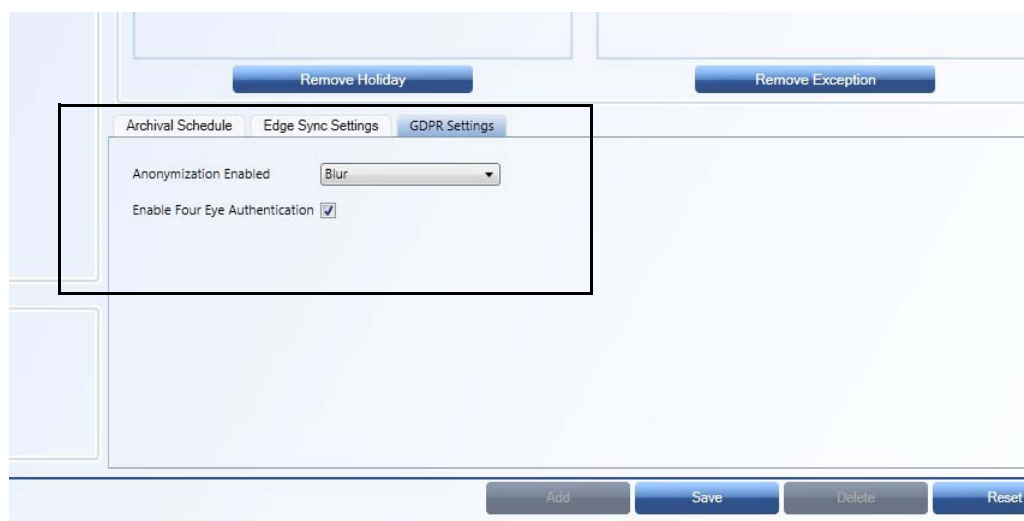 Remove Holiday
Remove Exception
Archival Schedule
Edge Sync Settings
GDPR Settings
Anonymization Enabled
Blur
Enable Four Eye Authentication
Add
Save
Delete
Reset